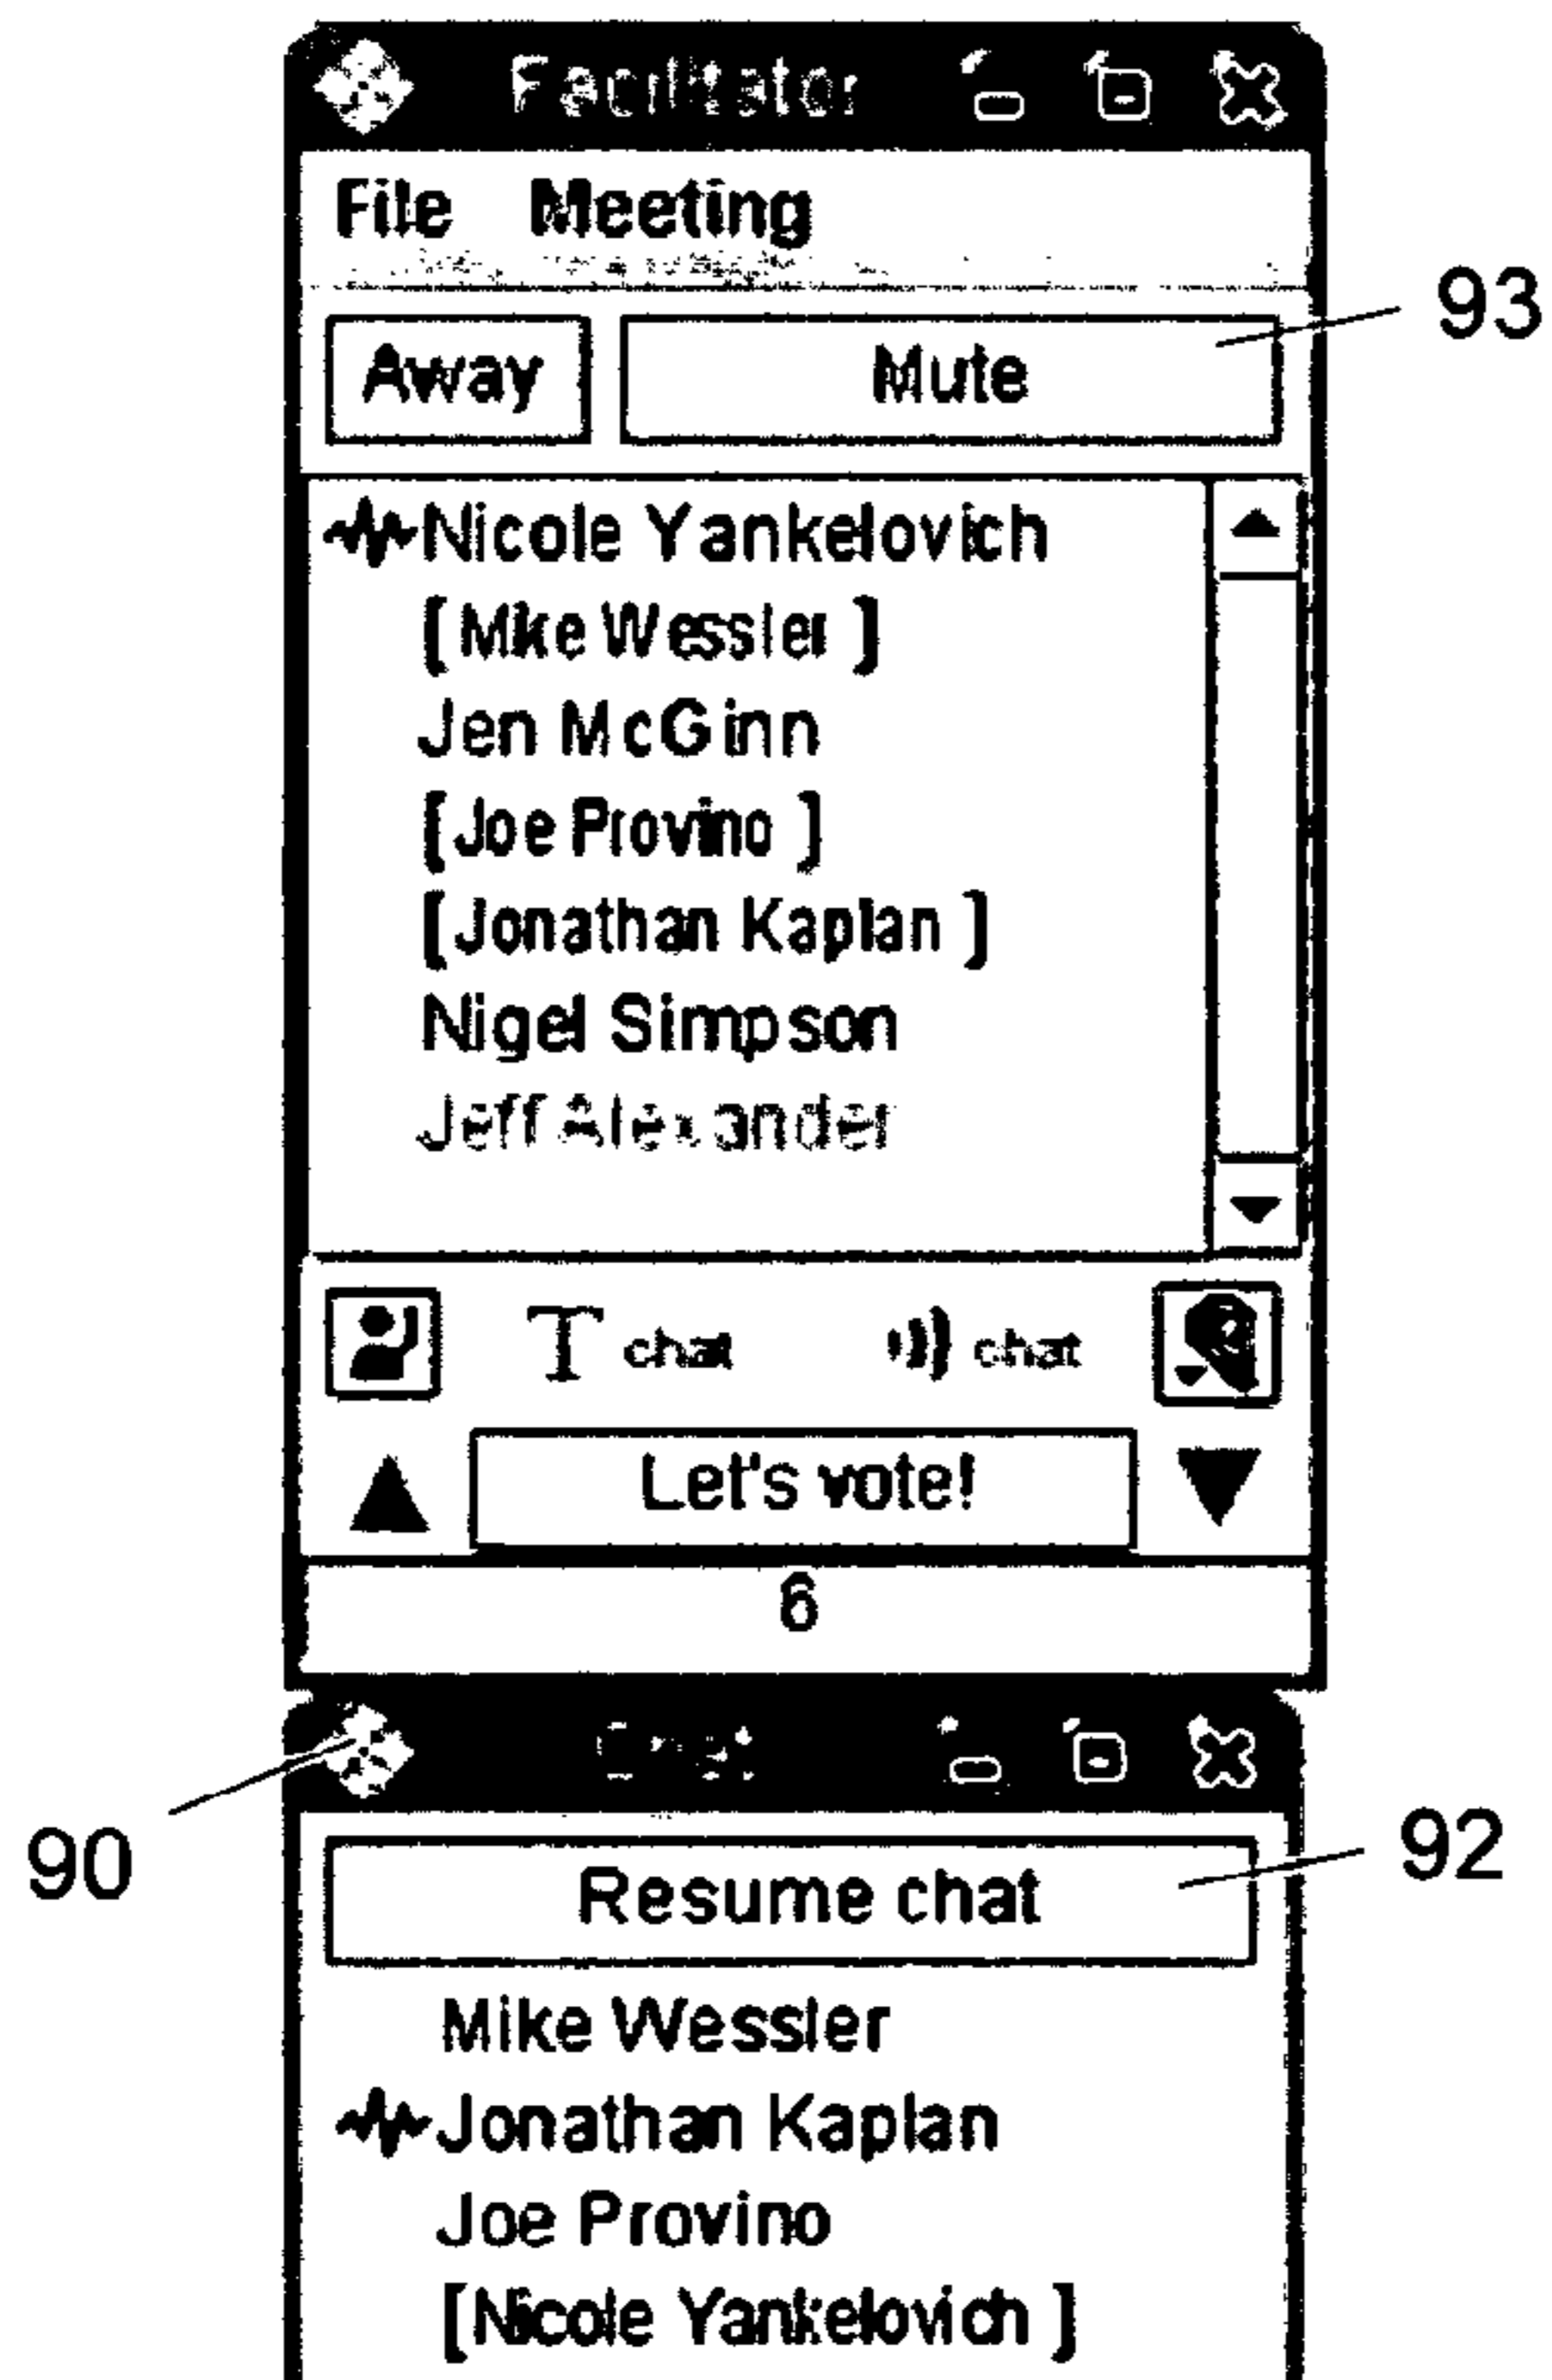 Facilitator
File Meeting
93
Away Mute
Nicole Yankelovich
[ Mike Wessler ]
Jen McGinn
[ Joe Provino ]
[ Jonathan Kaplan ]
Nigel Simpson
Jeff Alexander
T chat chat
Let's vote!
6
90
92
Resume chat
Mike Wessler
Jonathan Kaplan
Joe Provino
[Nicole Yankelovich ]